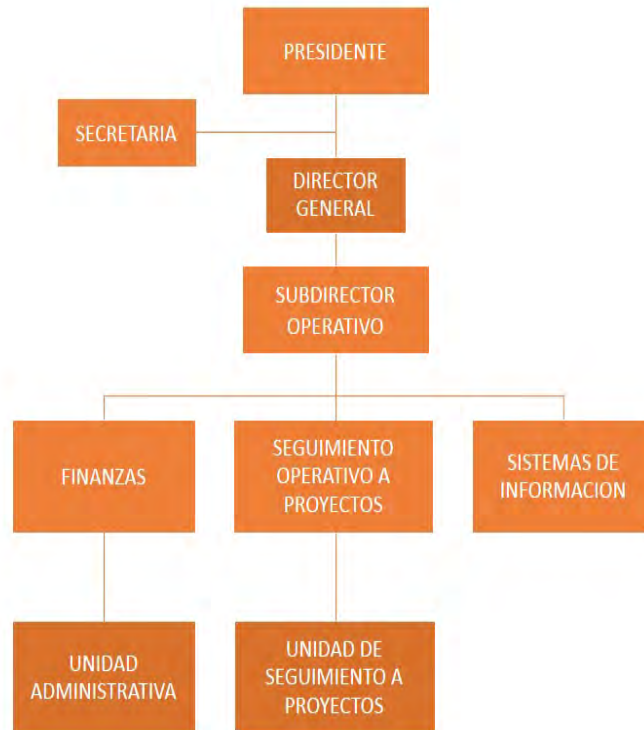 PRESIDENTE
SECRETARIA
DIRECTOR
GENERAL
SUBDIRECTOR
OPERATIVO
FINANZAS
SEGUIMIENTO
OPERATIVO A
PROYECTOS
SISTEMAS DE
INFORMACION
UNIDAD
ADMINISTRATIVA
UNIDAD DE
SEGUIMIENTO A
PROYECTOS